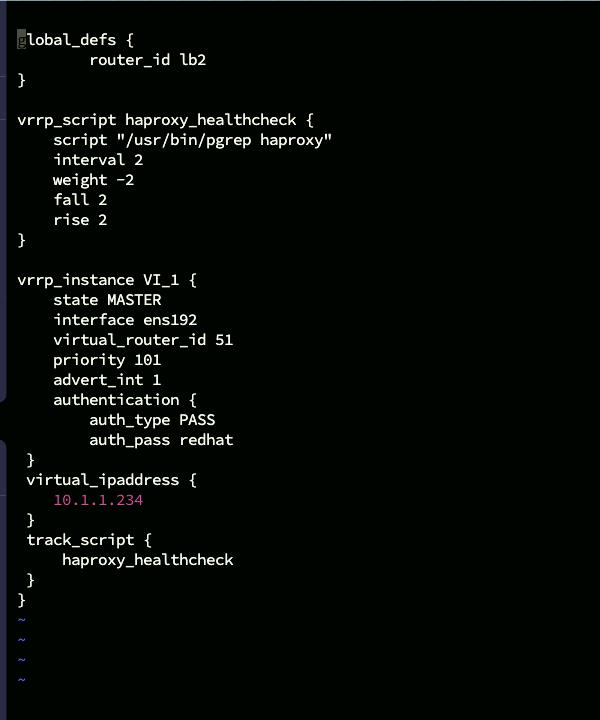 global_defs {
        router_id lb2
}

vrrp_script haproxy_healthcheck {
    script "/usr/bin/pgrep haproxy"
    interval 2
    weight -2
    fall 2
    rise 2
}

vrrp_instance VI_1 {
    state MASTER
    interface ens192
    virtual_router_id 51
    priority 101
    advert_int 1
    authentication {
        auth_type PASS
        auth_pass redhat
 }
 virtual_ipaddress {
    10.1.1.234
 }
 track_script {
     haproxy_healthcheck
 }
}
~
~
~
~